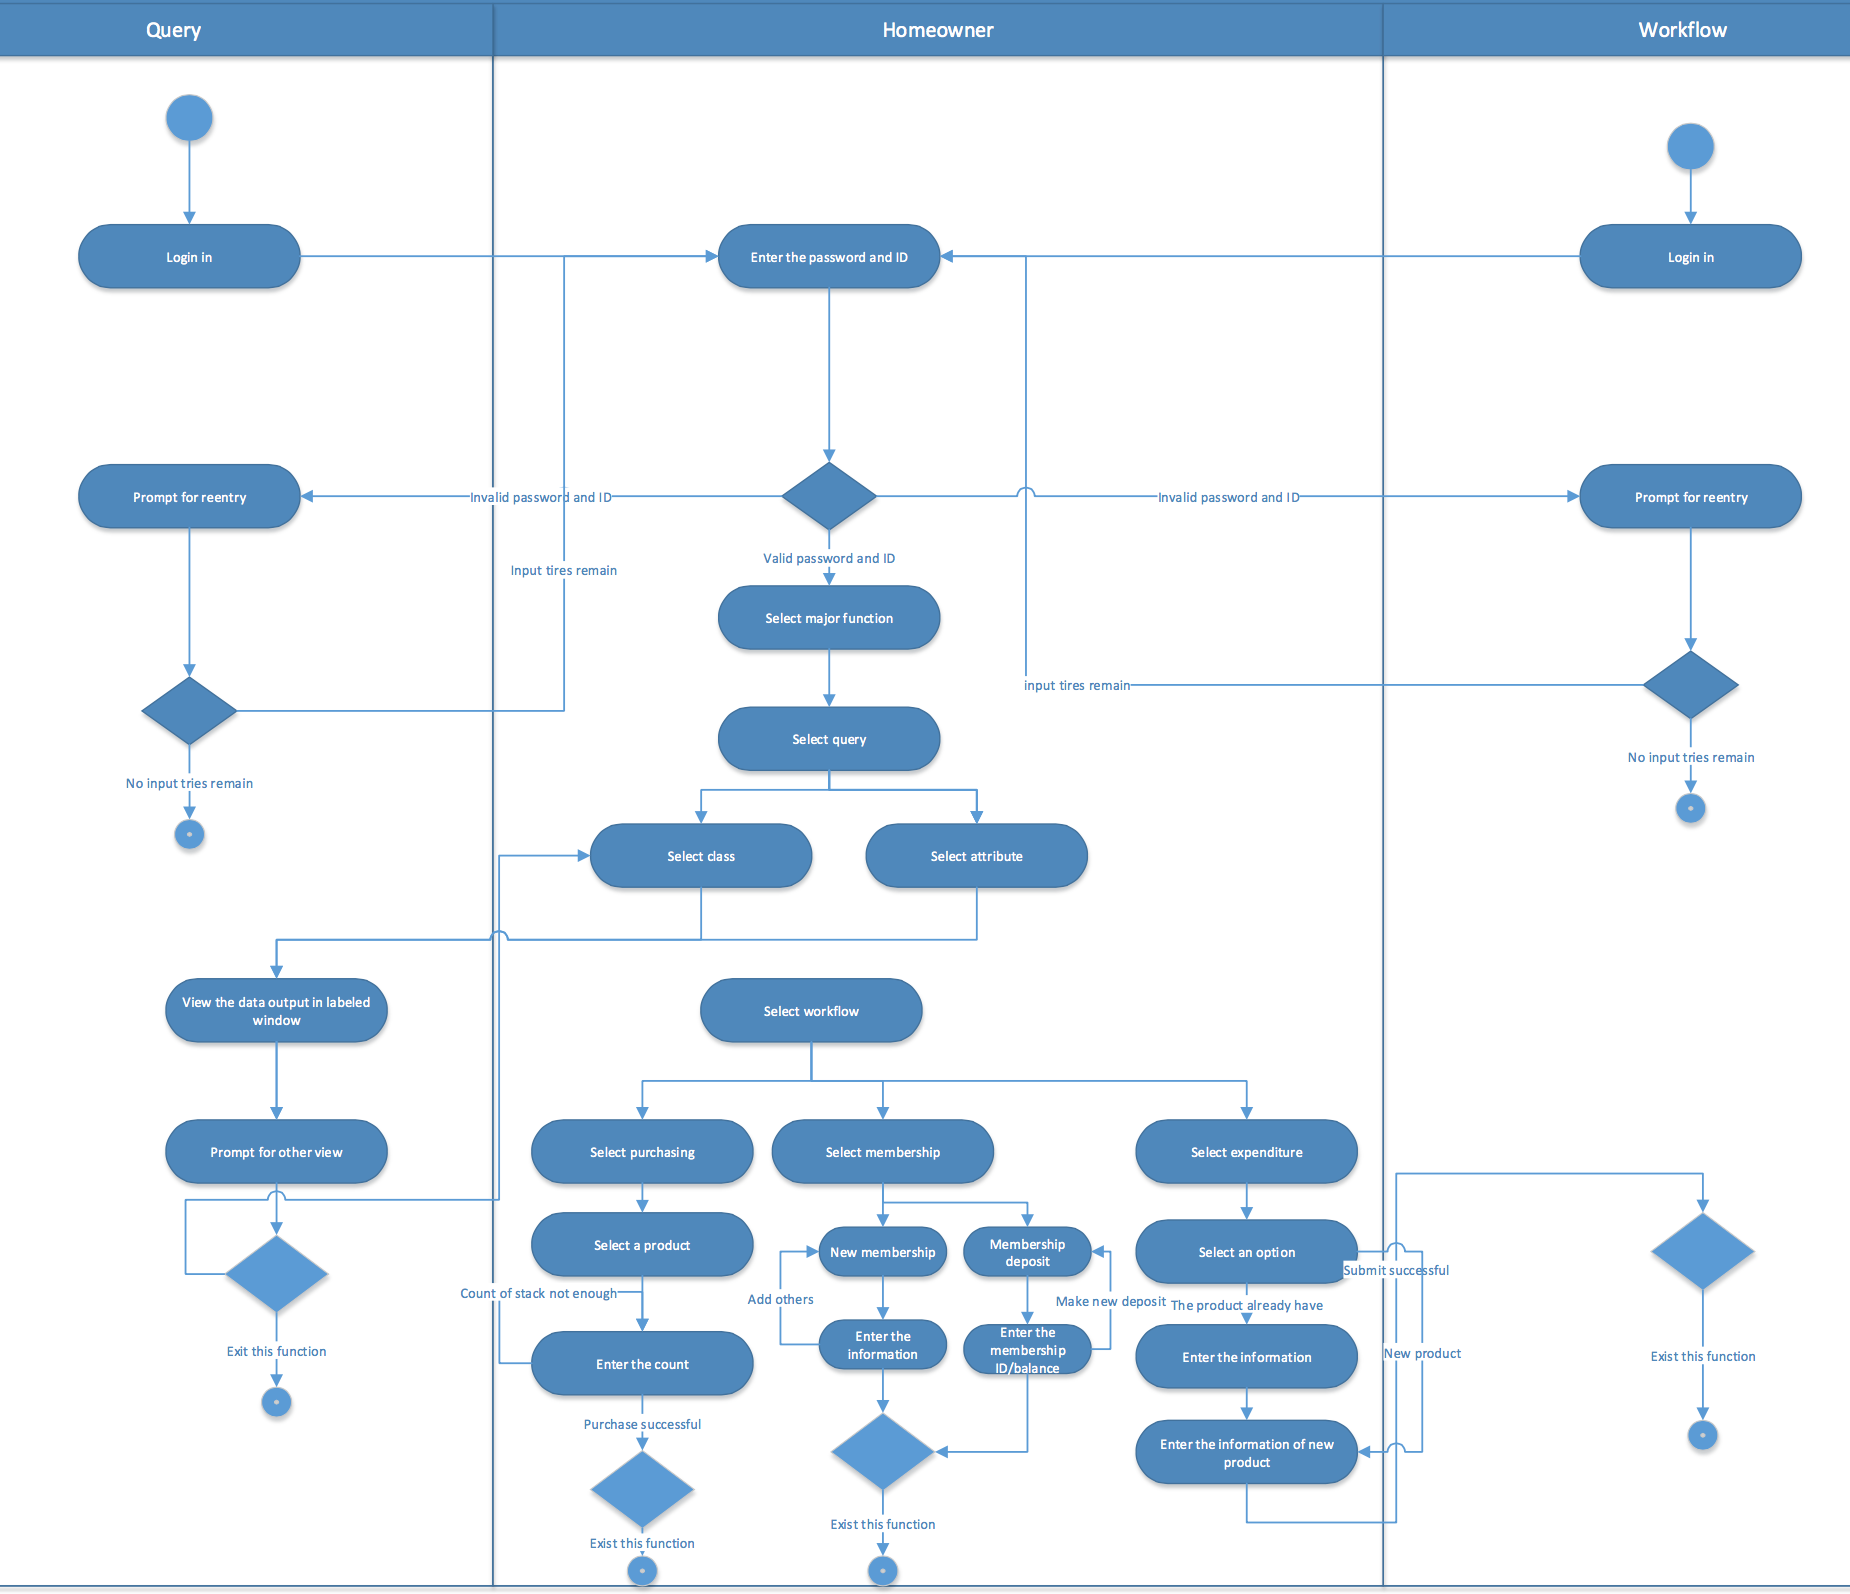 Query
Homeowner
Workflow
Login in
Enter the password and ID
Login in
Prompt for reentry
Invalid password and ID
Invalid password and ID
Prompt for reentry
Valid password and ID
Input tires remain
Select major function
input tires remain
Select query
No input tries remain
No input tries remain
Select class
Select attribute
View the data output in labeled
window
Select workflow
Prompt for other view
Select purchasing
Select membership
Select expenditure
Select a product
New membership
Membership
deposit
Select an option
Submit successful
Count of stack not enough
Add others
Make new deposit
The product already have
Enter the
information
Enter the
membership
ID/balance
Enter the information
New product
Exist this function
Exit this function
Enter the count
Purchase successful
Enter the information of new
product
Exist this function
Exist this function